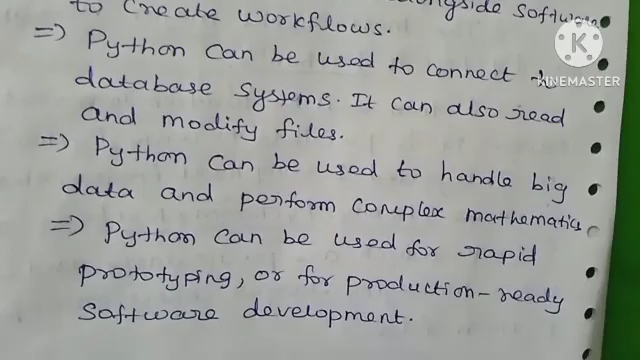 alongside software
to create workflows.
=> Python can be used to connect to
database systems. It can also read
and modify files.
=> Python can be used to handle big
data and perform complex mathematics
=> Python can be used for rapid
prototyping, or for production-ready
software development.
KINEMASTER